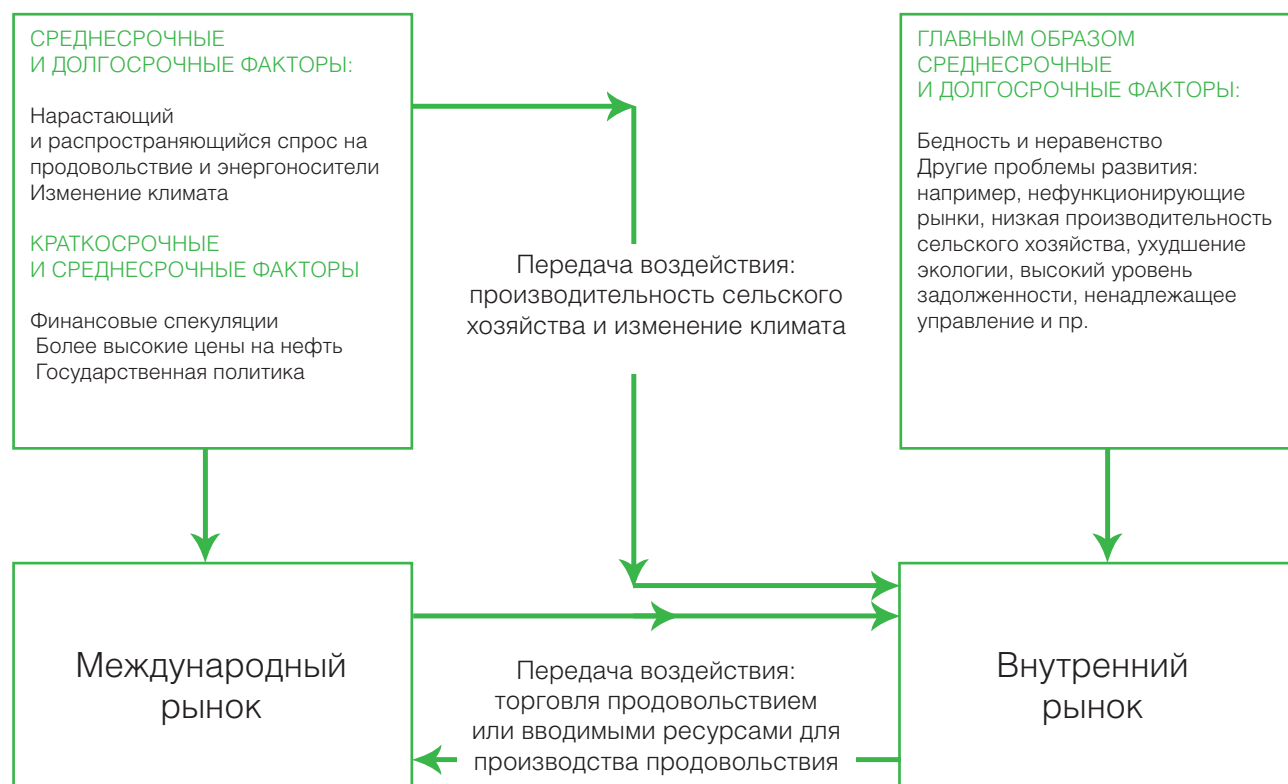 СРЕДНЕСРОЧНЫЕ
И ДОЛГОСРОЧНЫЕ ФАКТОРЫ:
Нарастающий
и распространяющийся спрос на
продовольствие и энергоносители
Изменение климата
КРАТКОСРОЧНЫЕ
И СРЕДНЕСРОЧНЫЕ ФАКТОРЫ
Финансовые спекуляции
Более высокие цены на нефть
Государственная политика
Передача воздействия:
производительность сельского
хозяйства и изменение климата
ГЛАВНЫМ ОБРАЗОМ
СРЕДНЕСРОЧНЫЕ
И ДОЛГОСРОЧНЫЕ ФАКТОРЫ:
Бедность и неравенство
Другие проблемы развития:
например, нефункционирующие
рынки, низкая производительность
сельского хозяйства, ухудшение
экологии, высокий уровень
задолженности, ненадлежащее
управление и пр.
Международный
рынок
Передача воздействия:
торговля продовольствием
или вводимыми ресурсами для
производства продовольствия
Внутренний
рынок